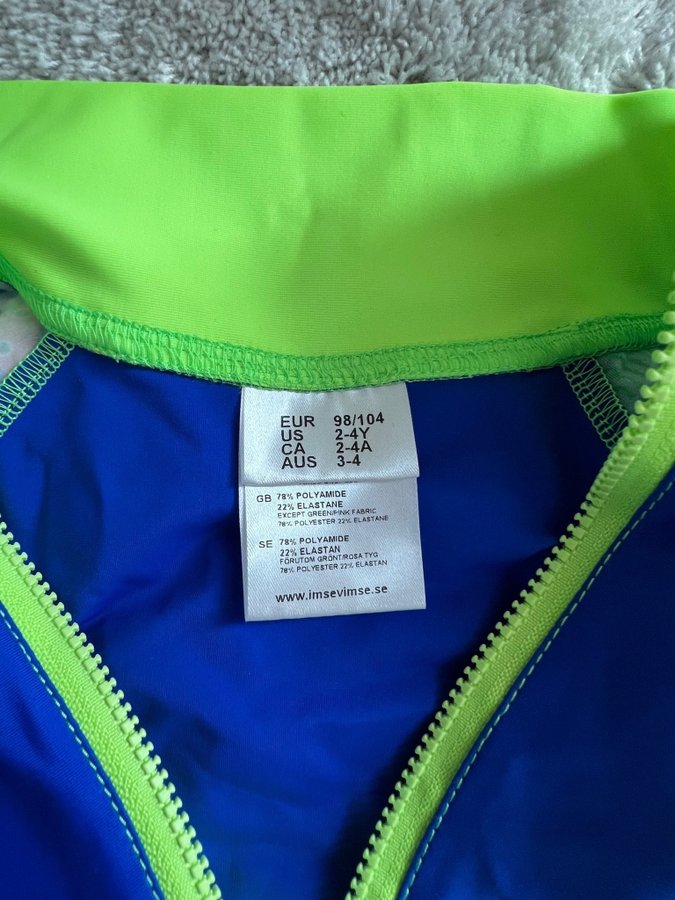 EUR 98/104
US 2-4Y
CA 2-4A
AUS 3-4
GB 78% POLYAMIDE
22% ELASTANE
EXCEPT GREEN/PINK FABRIC
78% POLYESTER 22% ELASTANE
SE 78% POLYAMIDE
22% ELASTAN
FÖRUTOM GRÖNT/ROSA TYG
78% POLYESTER 22% ELASTAN
www.imsevimse.se